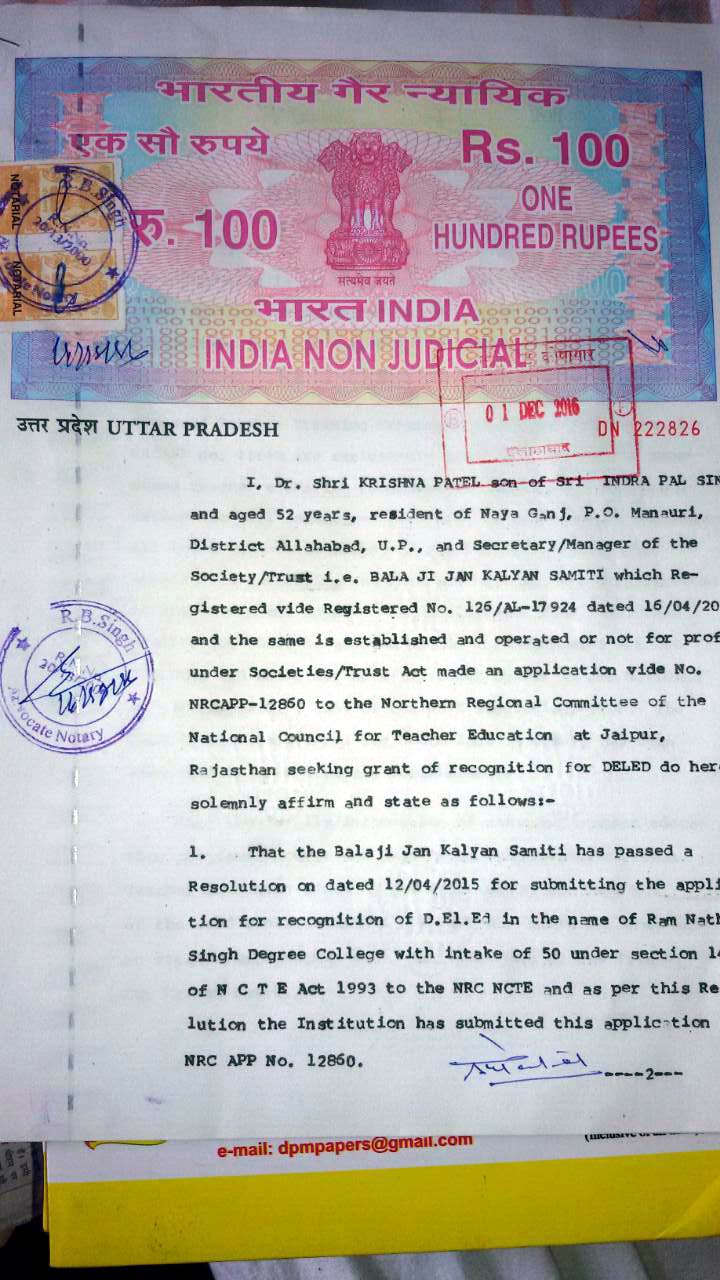 भारतीय गैर न्यायिक
एक सौ रुपये
Rs. 100
रु. 100
ONE
HUNDRED RUPEES
सत्यमेव जयते
भारत INDIA
INDIA NON JUDICIAL
NOTARIAL
NOTARIAL
R.B.Singh
01 DEC 2016
इलाहाबाद
DN 222826
उत्तर प्रदेश UTTAR PRADESH
I, Dr. Shri KRISHNA PATEL son of Sri INDRA PAL SIN
and aged 52 years, resident of Naya Ganj, P.O. Manauri,
District Allahabad, U.P., and Secretary/Manager of the
Society/Trust i.e. BALA JI JAN KALYAN SAMITI which Re-
gistered vide Registered No. 126/AL-17924 dated 16/04/20
and the same is established and operated or not for prof
under Societies/Trust Act made an application vide No.
NRCAPP-12860 to the Northern Regional Committee of the
National Council for Teacher Education at Jaipur,
Rajasthan seeking grant of recognition for DELED do here
solemnly affirm and state as follows:-
R.B.Singh
Advocate Notary
1. That the Balaji Jan Kalyan Samiti has passed a
Resolution on dated 12/04/2015 for submitting the appli
tion for recognition of D.El.Ed in the name of Ram Nath
Singh Degree College with intake of 50 under section 14
of N C T E Act 1993 to the NRC NCTE and as per this Re
lution the Institution has submitted this application
NRC APP No. 12860.
----2---
e-mail: dpmpapers@gmail.com